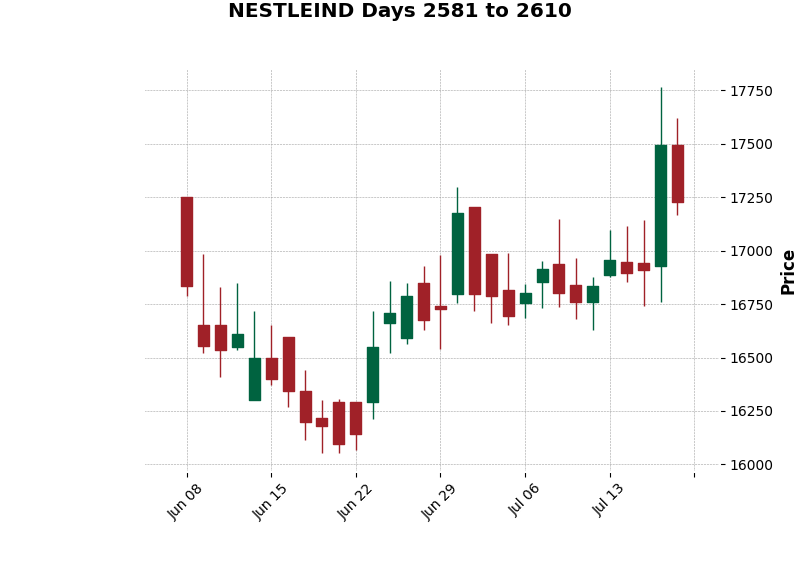 NESTLEIND Days 2581 to 2610
17750
17500
17250
17000
16750
16500
16250
16000
Price
Jun 08
Jun 15
Jun 22
Jun 29
Jul 06
Jul 13